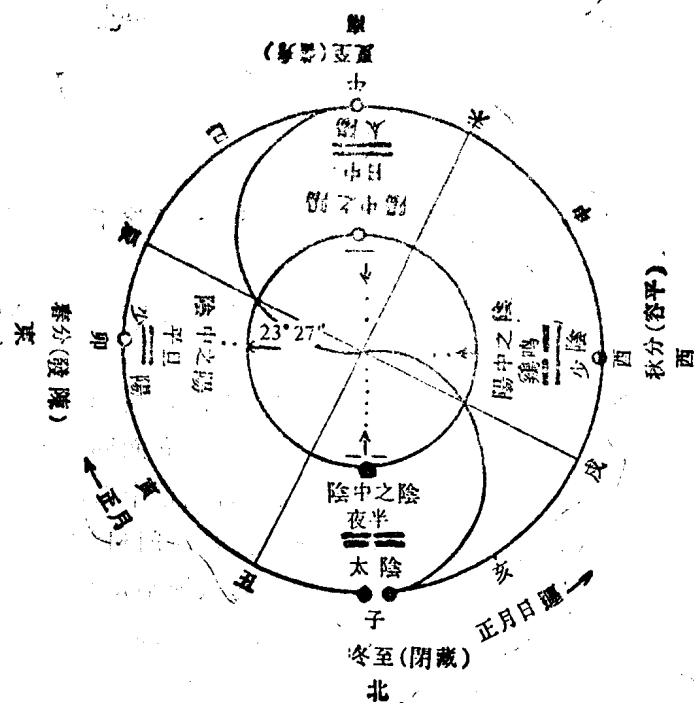 南
夏至(蕃秀)
午
太陽
日中
陽中之陽
巳
未
辰
申
東
春分(發陳)
卯
少陽
平旦
陰中之陽
23°27'
陽中之陰
鷄鳴
少陰
酉
秋分(容平)
西
寅
正月
丑
戌
亥
正月日躔
陰中之陰
夜半
太陰
子
冬至(閉藏)
北